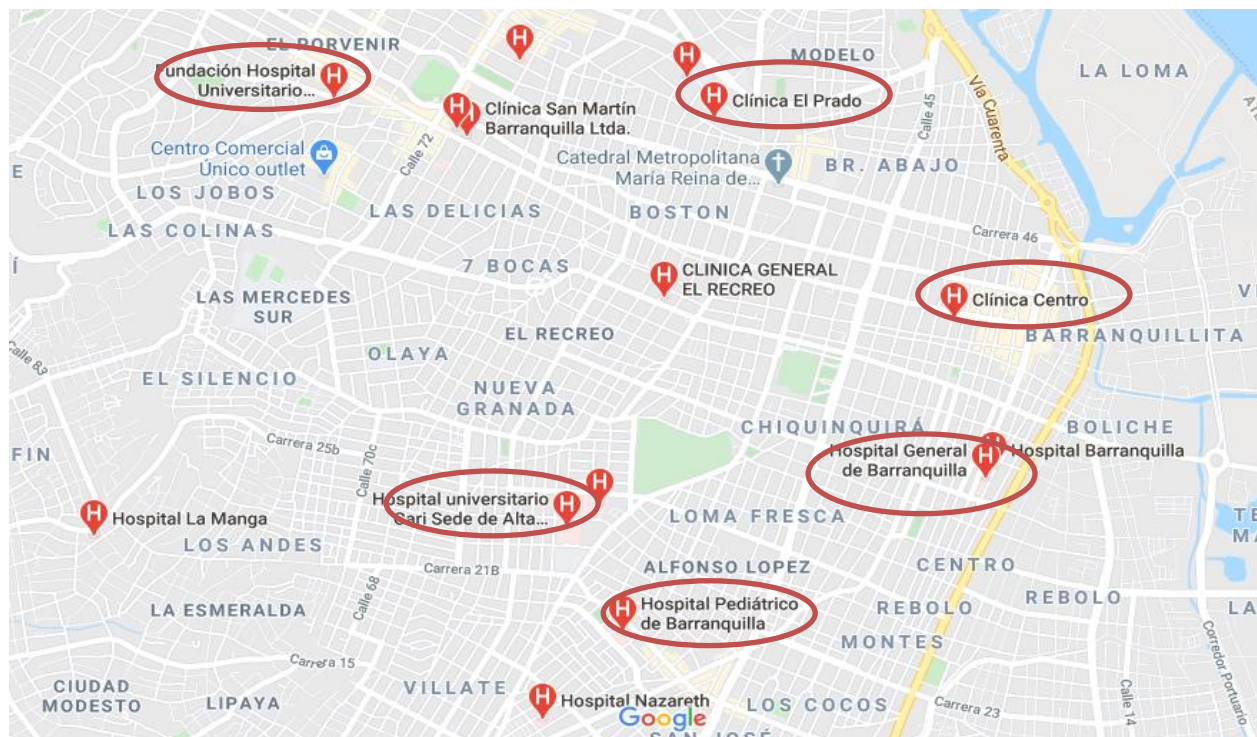 EL PORVENIR
MODELO
LA LOMA
Vía Cuarenta
Fundación Hospital
Universitario...
Clínica El Prado
Calle 45
Clínica San Martín
Barranquilla Ltda.
Calle 72
Centro Comercial
Único outlet
Catedral Metropolitana
María Reina de...
BR. ABAJO
E
LOS JOBOS
LAS DELICIAS
BOSTON
LAS COLINAS
Carrera 46
Í
7 BOCAS
CLINICA GENERAL
EL RECREO
LAS MERCEDES
SUR
Clínica Centro
EL RECREO
BARRANQUILLITA
Calle 83
OLAYA
EL SILENCIO
NUEVA
GRANADA
CHIQUINQUIRÁ
BOLICHE
Carrera 25b
Calle 70c
FIN
Hospital General
de Barranquilla
Hospital Barranquilla
Hospital universitario
Cari Sede de Alta...
Hospital La Manga
LOMA FRESCA
LOS ANDES
Carrera 21B
ALFONSO LOPEZ
CENTRO
Calle 68
LA ESMERALDA
Hospital Pediátrico
de Barranquilla
REBOLO
REBOLO
LA
MONTES
Carrera 15
Corredor Portuario
CIUDAD
MODESTO
LIPAYA
VILLATE
Hospital Nazareth
Google
LOS COCOS
Carrera 23
Calle 14
SAN JOSÉ